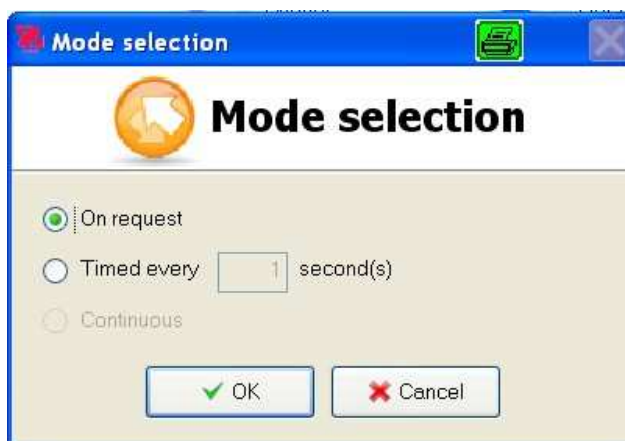 Mode selection
Mode selection
On request
Timed every 1 second(s)
Continuous
OK
Cancel